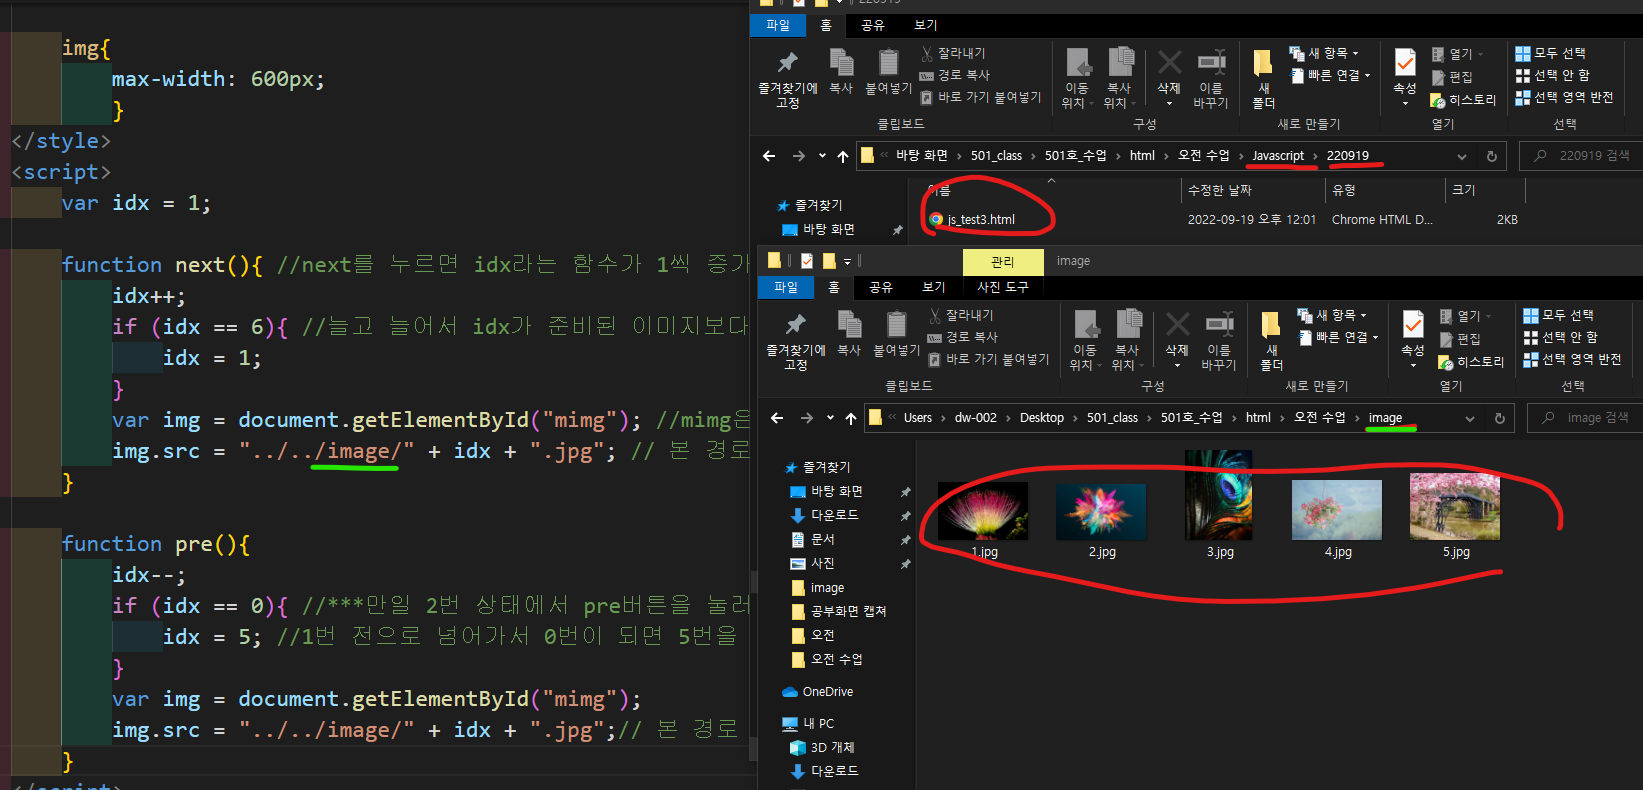 img{
max-width: 600px;
}
</style>
<script>
var idx = 1;
function next(){ //next를 누르면 idx라는 함수가 1씩 증가
idx++;
if (idx == 6){ //늘고 늘어서 idx가 준비된 이미지보다
idx = 1;
}
var img = document.getElementById("mimg"); //mimg은
img.src = "../../image/" + idx + ".jpg"; // 본 경로
}
function pre(){
idx--;
if (idx == 0){ //***만일 2번 상태에서 pre버튼을 눌러
idx = 5; //1번 전으로 넘어가서 0번이 되면 5번을
}
var img = document.getElementById("mimg");
img.src = "../../image/" + idx + ".jpg";// 본 경로
}
</script>
220919
파일 홈 공유 보기
즐겨찾기에 고정
복사
붙여넣기
잘라내기
경로 복사
바로 가기 붙여넣기
클립보드
이동 위치
복사 위치
삭제
이름 바꾸기
구성
새 폴더
새 항목
빠른 연결
새로 만들기
속성
열기
편집
히스토리
열기
모두 선택
선택 안 함
선택 영역 반전
선택
« 바탕 화면 > 501_class > 501호_수업 > html > 오전 수업 > Javascript > 220919
220919 검색
이름 수정한 날짜 유형 크기
즐겨찾기
바탕 화면
js_test3.html 2022-09-19 오후 12:01 Chrome HTML D... 2KB
관리 image
파일 홈 공유 보기 사진 도구
즐겨찾기에 고정
복사
붙여넣기
잘라내기
경로 복사
바로 가기 붙여넣기
클립보드
이동 위치
복사 위치
삭제
이름 바꾸기
구성
새 폴더
새 항목
빠른 연결
새로 만들기
속성
열기
편집
히스토리
열기
모두 선택
선택 안 함
선택 영역 반전
선택
« Users > dw-002 > Desktop > 501_class > 501호_수업 > html > 오전 수업 > image
image 검색
즐겨찾기
바탕 화면
다운로드
문서
사진
image
공부화면 캡쳐
오전
오전 수업
OneDrive
내 PC
3D 개체
다운로드
1.jpg 2.jpg 3.jpg 4.jpg 5.jpg